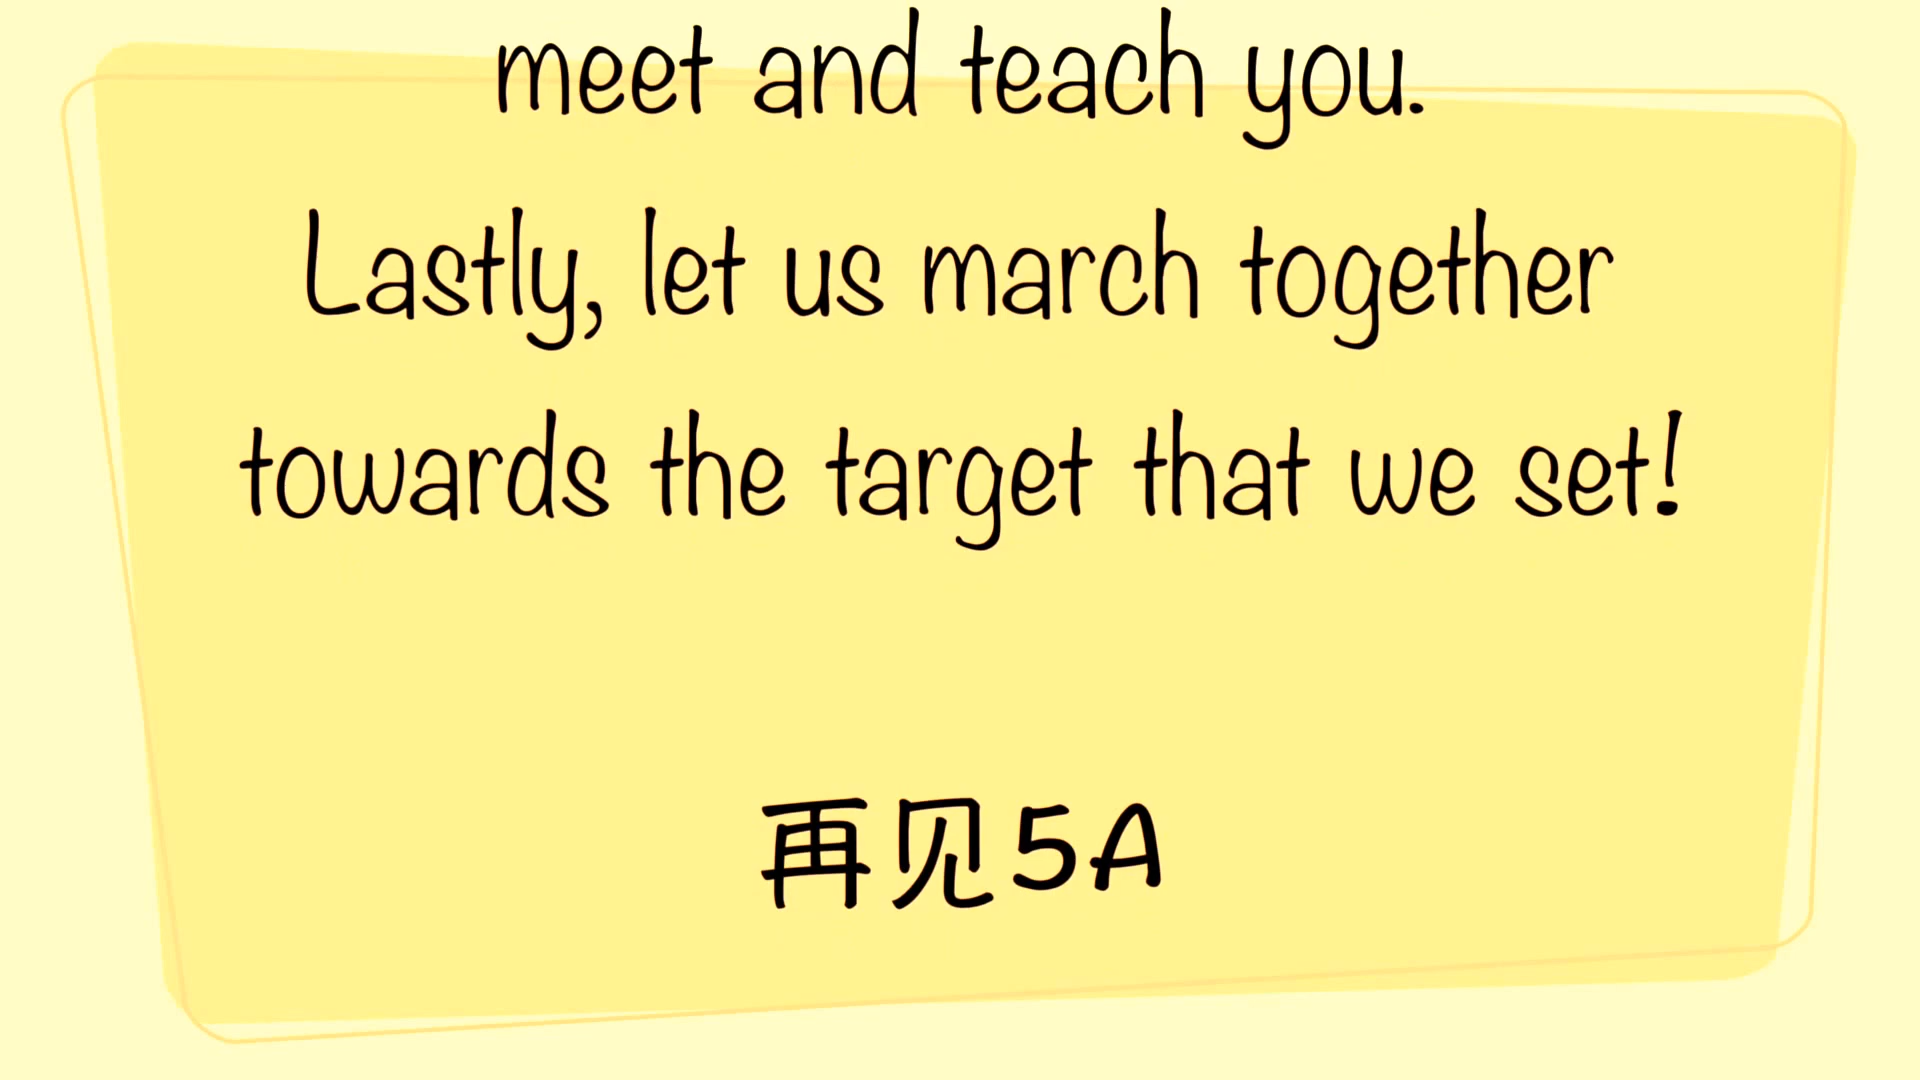 meet and teach you.
Lastly, let us march together
towards the target that we set!
再见5A